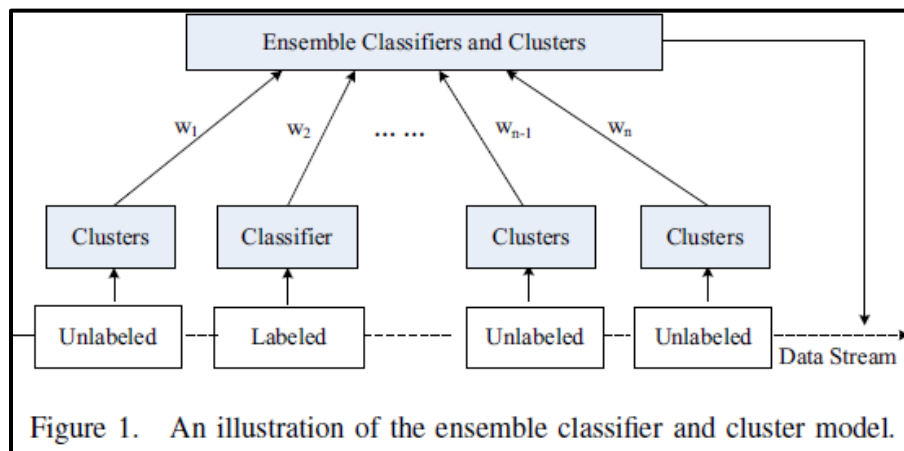 Ensemble Classifiers and Clusters
w1 w2 ... ... wn-1 wn
Clusters Classifier Clusters Clusters
Unlabeled Labeled Unlabeled Unlabeled
Data Stream
Figure 1. An illustration of the ensemble classifier and cluster model.